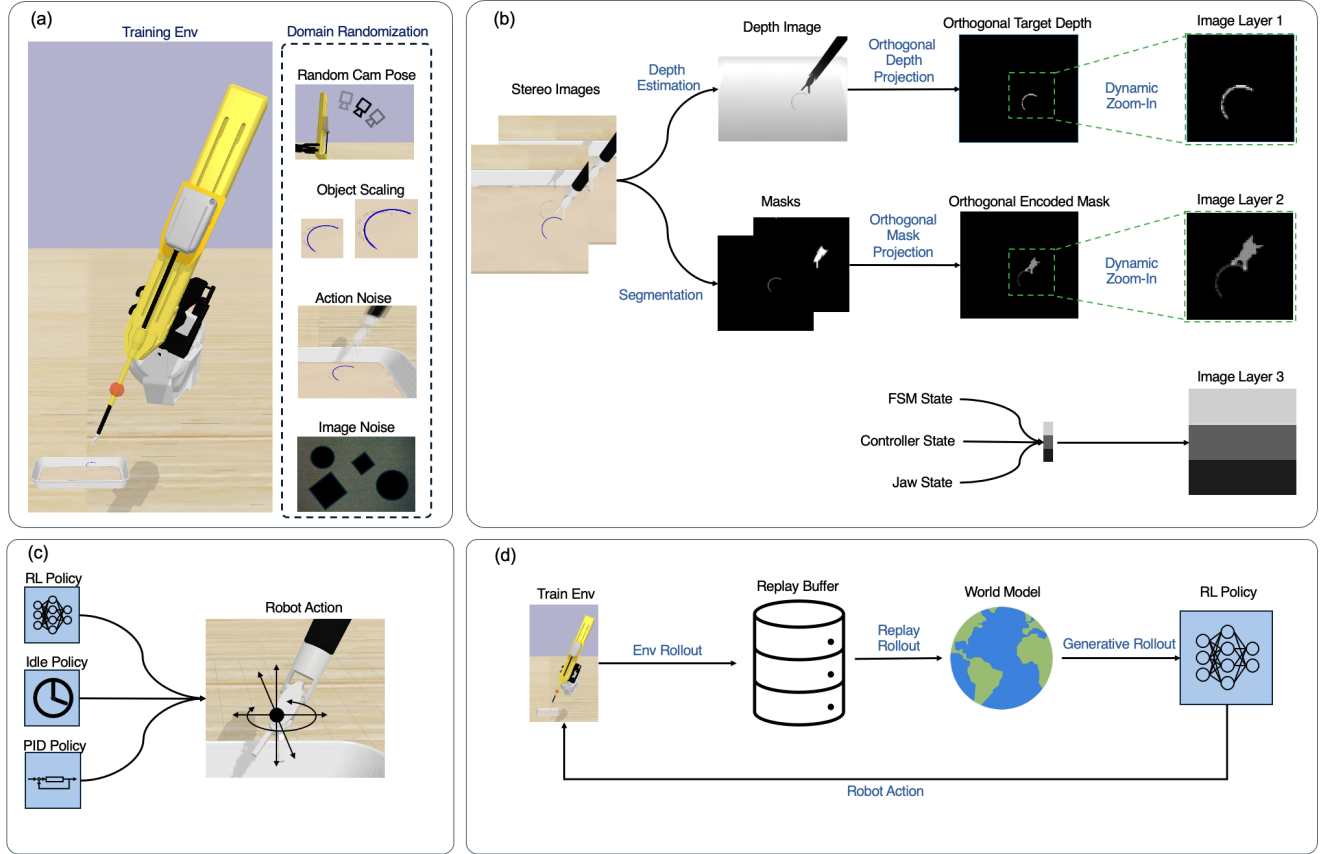 (a)
Training Env
Domain Randomization
Random Cam Pose
Object Scaling
Action Noise
Image Noise
(b)
Stereo Images
Depth
Estimation
Depth Image
Orthogonal
Depth
Projection
Orthogonal Target Depth
Dynamic
Zoom-In
Image Layer 1
Segmentation
Masks
Orthogonal
Mask
Projection
Orthogonal Encoded Mask
Dynamic
Zoom-In
Image Layer 2
FSM State
Controller State
Jaw State
Image Layer 3
(c)
RL Policy
Idle Policy
PID Policy
Robot Action
(d)
Train Env
Env Rollout
Replay Buffer
Replay
Rollout
World Model
Generative Rollout
RL Policy
Robot Action